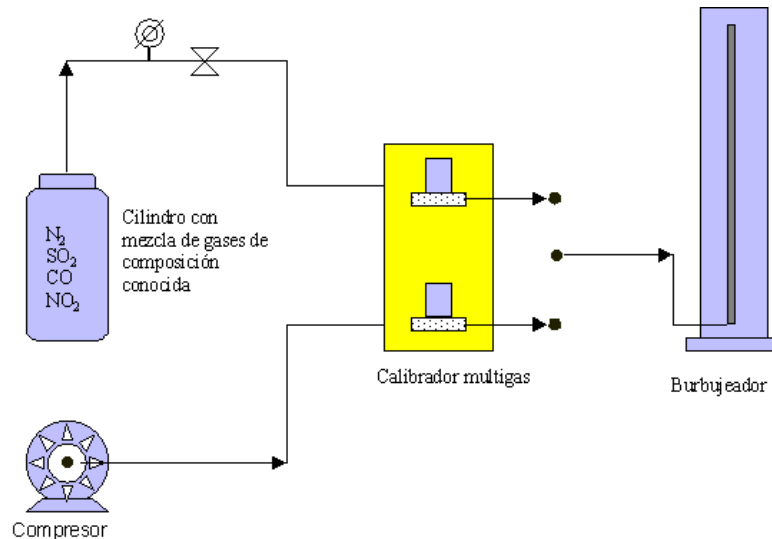 N₂
SO₂
CO
NO₂
Cilindro con
mezcla de gases de
composición
conocida
Calibrador multigas
Burbujeador
Compresor